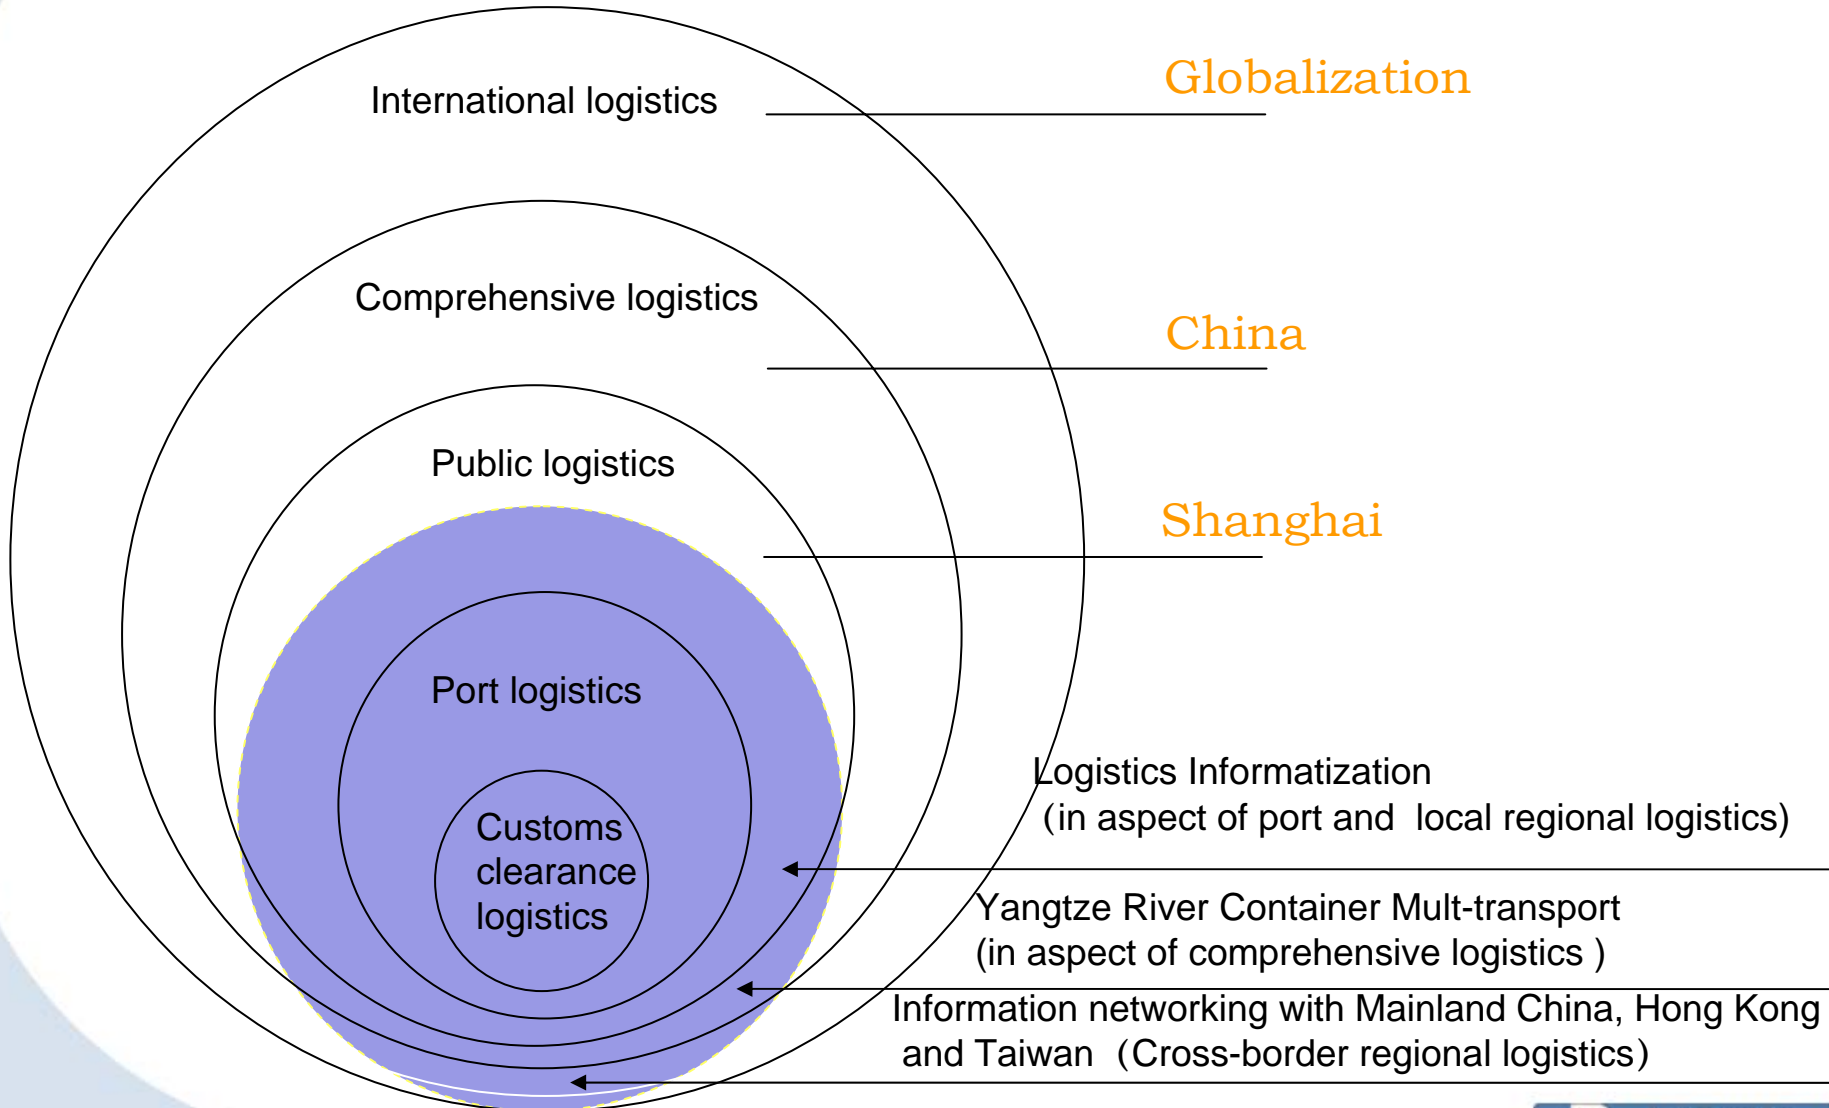 International logistics
Globalization
Comprehensive logistics
China
Public logistics
Shanghai
Port logistics
Customs
clearance
logistics
Logistics Informatization
(in aspect of port and local regional logistics)
Yangtze River Container Mult-transport
(in aspect of comprehensive logistics )
Information networking with Mainland China, Hong Kong
and Taiwan (Cross-border regional logistics)